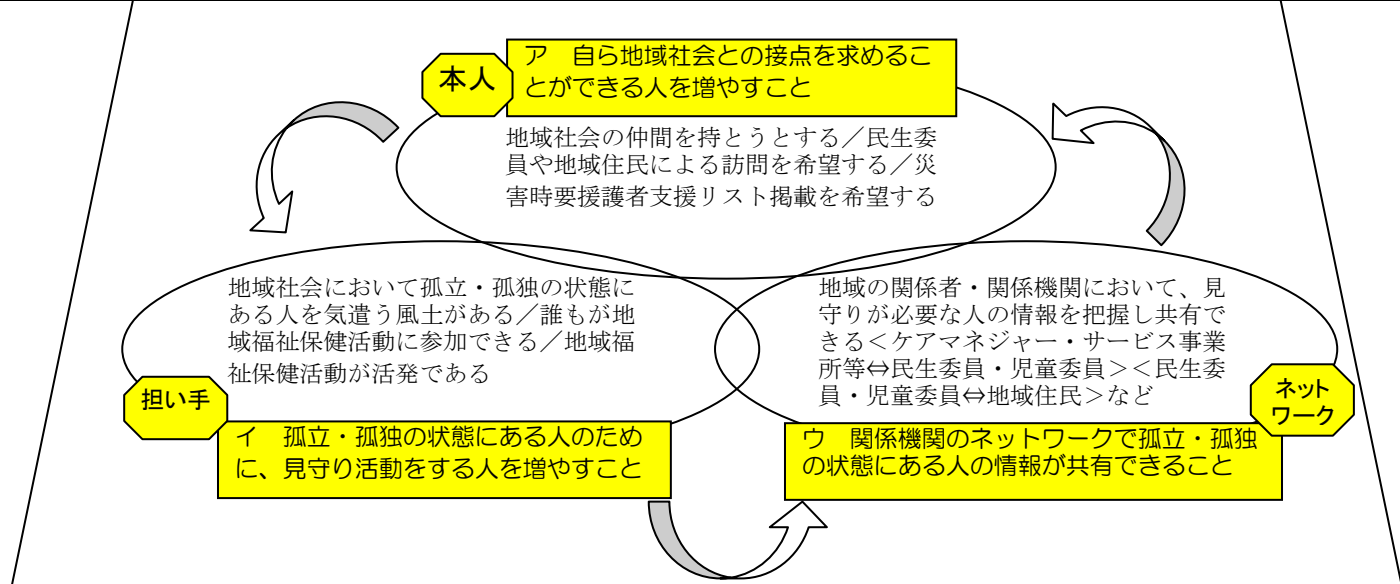 本人
ア 自ら地域社会との接点を求めるこ
とができる人を増やすこと
地域社会の仲間を持とうとする／民生委
員や地域住民による訪問を希望する／災
害時要援護者支援リスト掲載を希望する
地域社会において孤立・孤独の状態に
ある人を気遣う風土がある／誰もが地
域福祉保健活動に参加できる／地域福
祉保健活動が活発である
担い手
イ 孤立・孤独の状態にある人のため
に、見守り活動をする人を増やすこと
地域の関係者・関係機関において、見
守りが必要な人の情報を把握し共有で
きる＜ケアマネジャー・サービス事業
所等⇔民生委員・児童委員＞＜民生委
員・児童委員⇔地域住民＞など
ネット
ワーク
ウ 関係機関のネットワークで孤立・孤独
の状態にある人の情報が共有できること